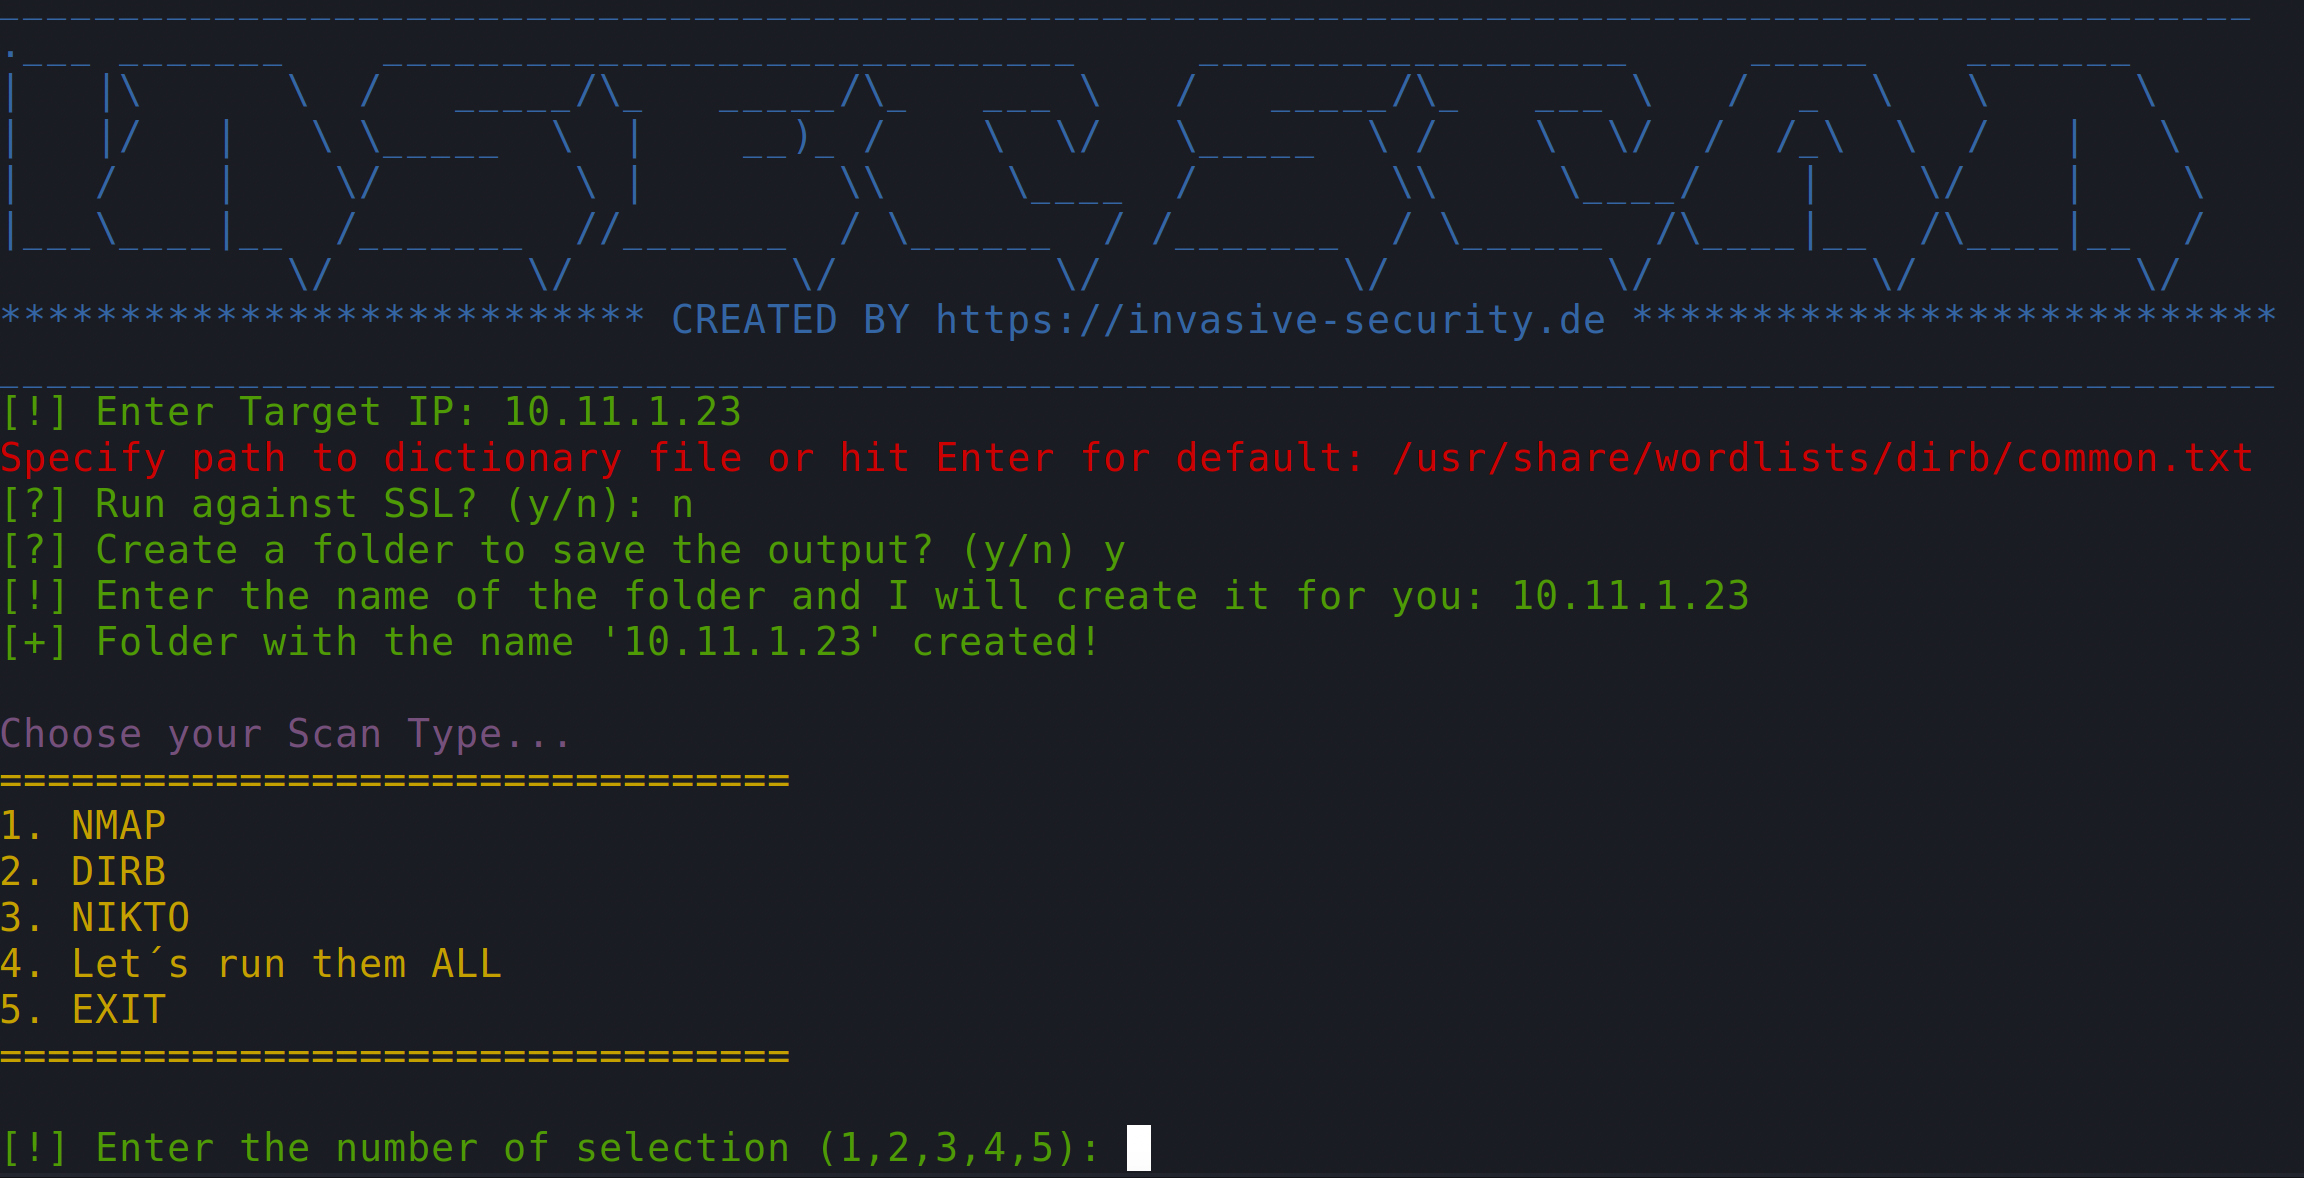 INSECSCAN
************************* CREATED BY https://invasive-security.de *************************
[!] Enter Target IP: 10.11.1.23
Specify path to dictionary file or hit Enter for default: /usr/share/wordlists/dirb/common.txt
[?] Run against SSL? (y/n): n
[?] Create a folder to save the output? (y/n) y
[!] Enter the name of the folder and I will create it for you: 10.11.1.23
[+] Folder with the name '10.11.1.23' created!
Choose your Scan Type...
=================================
1. NMAP
2. DIRB
3. NIKTO
4. Let´s run them ALL
5. EXIT
=================================
[!] Enter the number of selection (1,2,3,4,5):